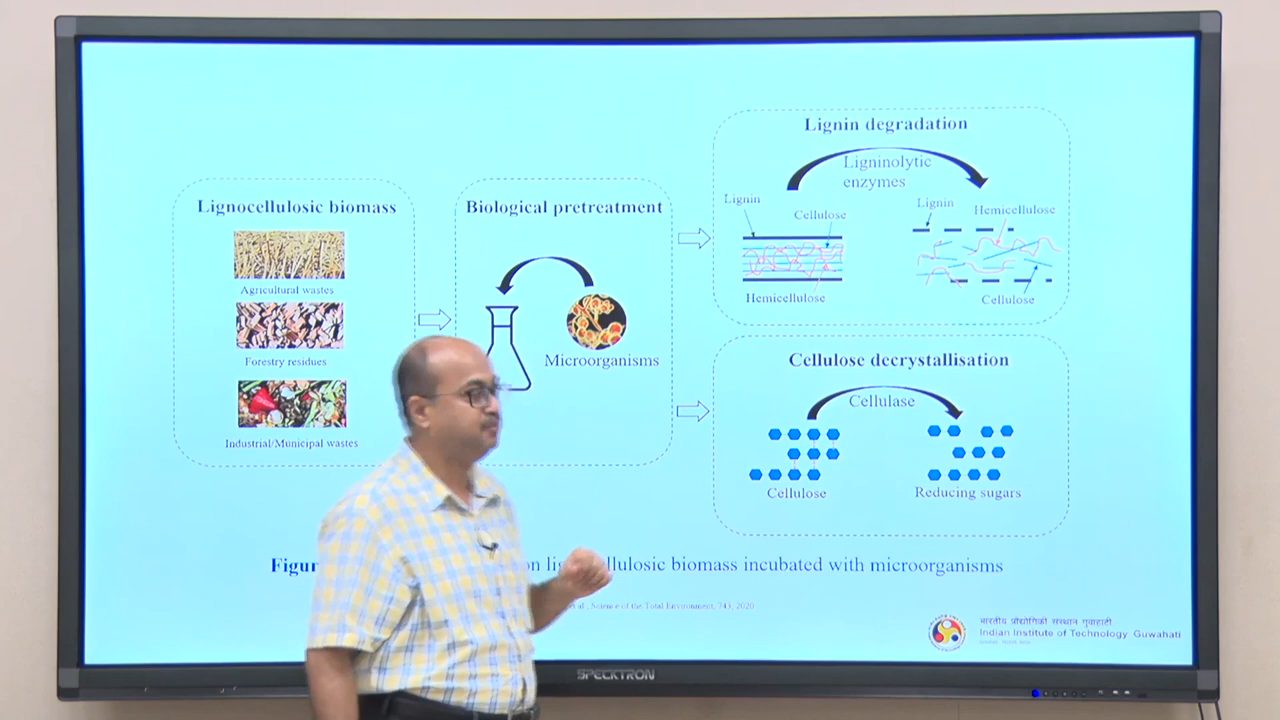 Lignocellulosic biomass
Agricultural wastes
Forestry residues
Industrial/Municipal wastes
Biological pretreatment
Microorganisms
Lignin degradation
Ligninolytic
enzymes
Lignin
Cellulose
Hemicellulose
Lignin
Hemicellulose
Cellulose
Cellulose decrystallisation
Cellulase
Cellulose
Reducing sugars
on biomass incubated with microorganisms
Science of the Total Environment, 743, 2020
भारतीय प्रौद्योगिकी संस्थान गुवाहाटी
Indian Institute of Technology Guwahati
SPECKTRON